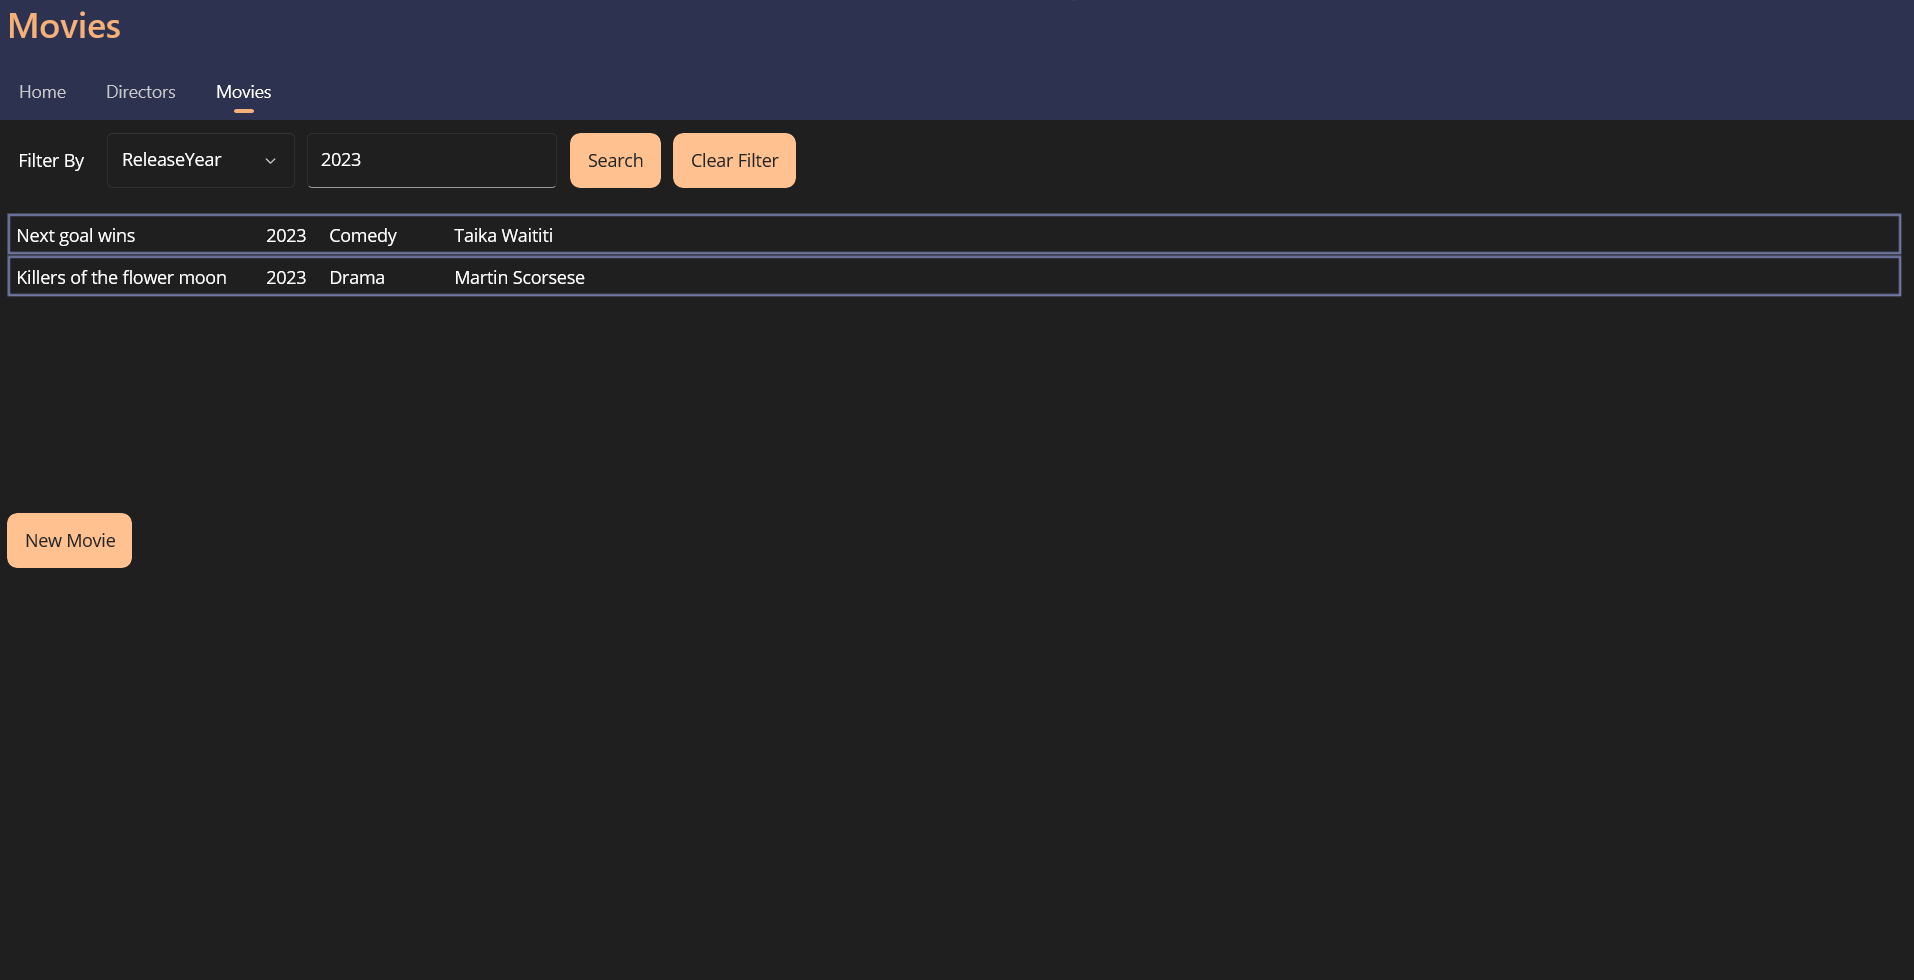 Movies
Home Directors Movies
Filter By ReleaseYear 2023 Search Clear Filter
Next goal wins 2023 Comedy Taika Waititi
Killers of the flower moon 2023 Drama Martin Scorsese
New Movie